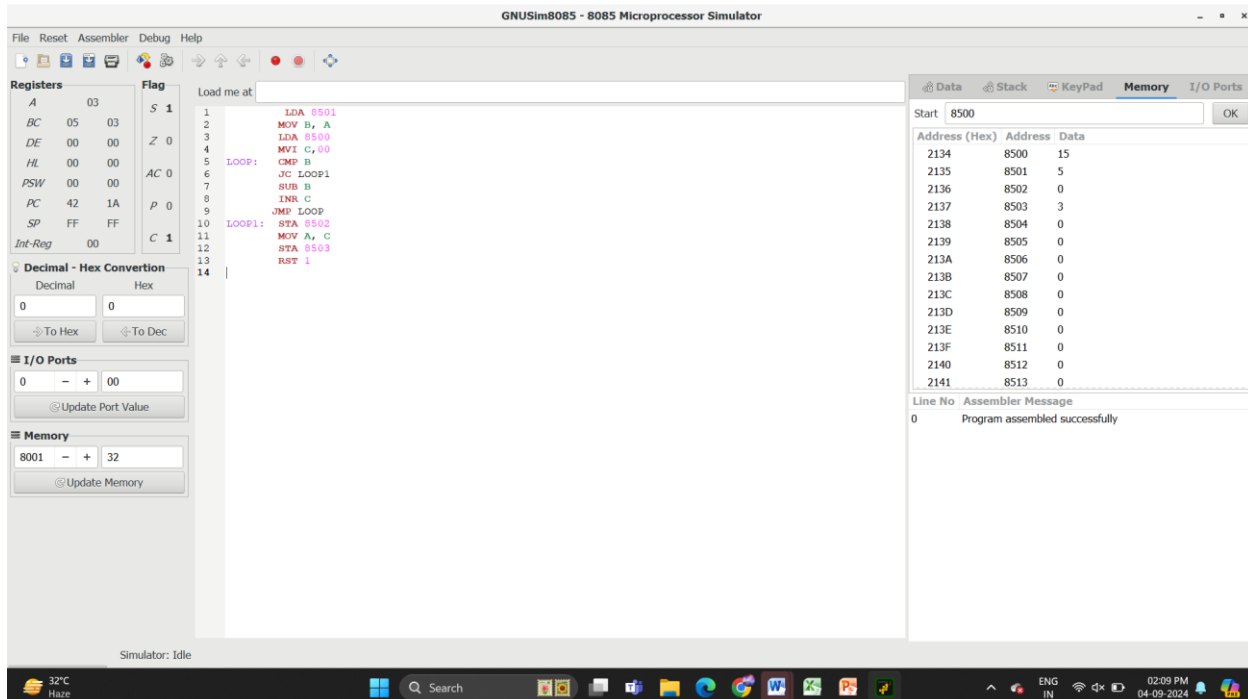 GNUSim8085 - 8085 Microprocessor Simulator
File Reset Assembler Debug Help
Registers
A 03
BC 05 03
DE 00 00
HL 00 00
PSW 00 00
PC 42 1A
SP FF FF
Int-Reg 00
Flag
S 1
Z 0
AC 0
P 0
C 1
Decimal - Hex Convertion
Decimal Hex
0 0
To Hex To Dec
I/O Ports
0 - + 00
Update Port Value
Memory
8001 - + 32
Update Memory
Load me at
1 LDA 8501
2 MOV B, A
3 LDA 8500
4 MVI C,00
5 LOOP: CMP B
6 JC LOOP1
7 SUB B
8 INR C
9 JMP LOOP
10 LOOP1: STA 8502
11 MOV A, C
12 STA 8503
13 RST 1
14
Data Stack KeyPad Memory I/O Ports
Start 8500 OK
Address (Hex) Address Data
2134 8500 15
2135 8501 5
2136 8502 0
2137 8503 3
2138 8504 0
2139 8505 0
213A 8506 0
213B 8507 0
213C 8508 0
213D 8509 0
213E 8510 0
213F 8511 0
2140 8512 0
2141 8513 0
Line No Assembler Message
0 Program assembled successfully
Simulator: Idle
32°C
Haze
Search
ENG
IN
02:09 PM
04-09-2024